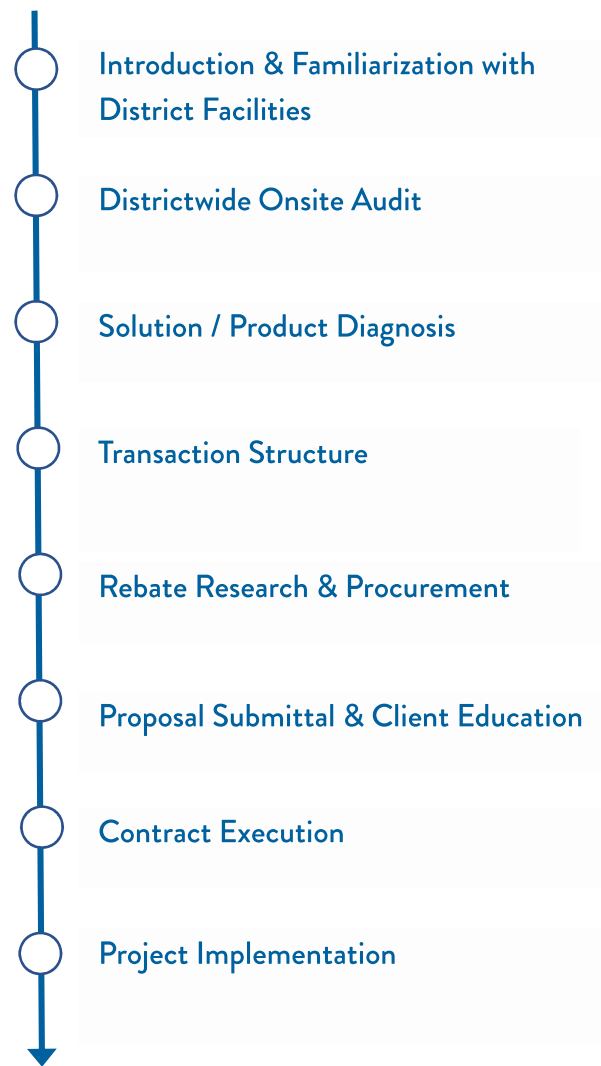 Introduction & Familiarization with
District Facilities
Districtwide Onsite Audit
Solution / Product Diagnosis
Transaction Structure
Rebate Research & Procurement
Proposal Submittal & Client Education
Contract Execution
Project Implementation